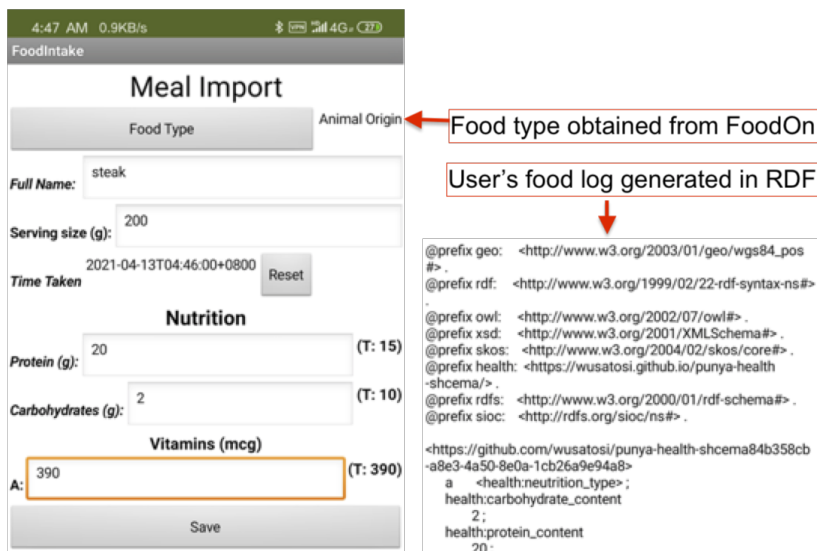 4:47 AM 0.9KB/s VPN 4G 27
FoodIntake
Meal Import
Food Type
Animal Origin
Full Name:
steak
Serving size (g):
200
Time Taken
2021-04-13T04:46:00+0800
Reset
Nutrition
Protein (g):
20
(T: 15)
Carbohydrates (g):
2
(T: 10)
Vitamins (mcg)
A:
390
(T: 390)
Save
Food type obtained from FoodOn
User's food log generated in RDF
@prefix geo: <http://www.w3.org/2003/01/geo/wgs84_pos
#> .
@prefix rdf: <http://www.w3.org/1999/02/22-rdf-syntax-ns#>
.
@prefix owl: <http://www.w3.org/2002/07/owl#> .
@prefix xsd: <http://www.w3.org/2001/XMLSchema#> .
@prefix skos: <http://www.w3.org/2004/02/skos/core#> .
@prefix health: <https://wusatosi.github.io/punya-health
-shcema/> .
@prefix rdfs: <http://www.w3.org/2000/01/rdf-schema#> .
@prefix sioc: <http://rdfs.org/sioc/ns#> .
<https://github.com/wusatosi/punya-health-shcema84b358cb
-a8e3-4a50-8e0a-1cb26a9e94a8>
a <health:neutrition_type> ;
health:carbohydrate_content
2 ;
health:protein_content
20 ;